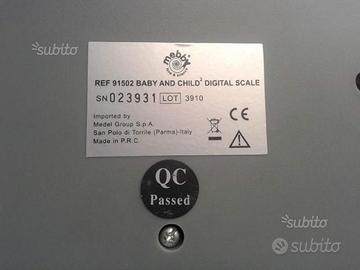 subito
mebby
REF 91502 BABY AND CHILD³ DIGITAL SCALE
SN 023931 LOT 3910
Imported by
Medel Group S.p.A.
San Polo di Torrile (Parma)-Italy
Made in P.R.C.
CE
QC
Passed
subito
subito